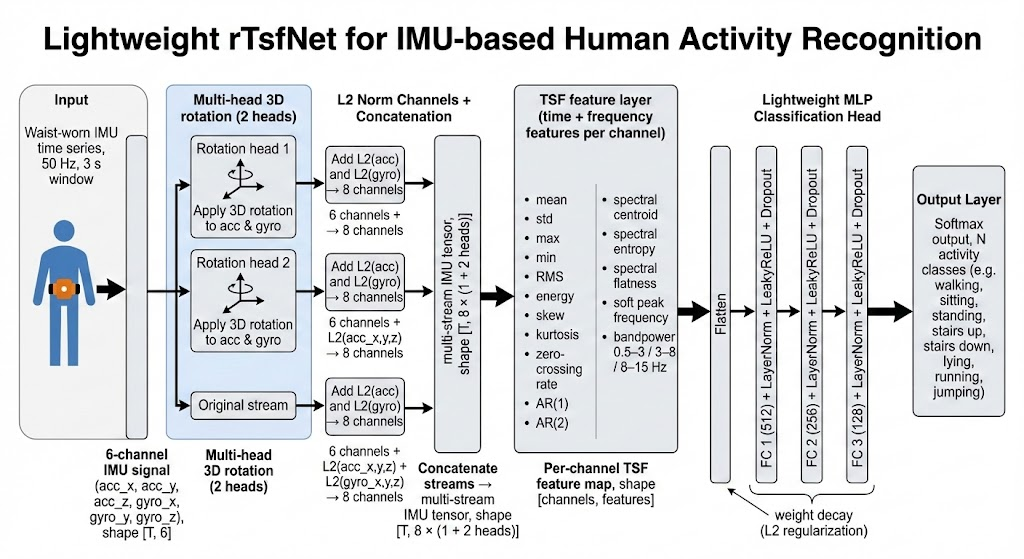 Lightweight rTsfNet for IMU-based Human Activity Recognition
Input
Waist-worn IMU
time series,
50 Hz, 3 s
window
6-channel
IMU signal
(acc_x, acc_y,
acc_z, gyro_x,
gyro_y, gyro_z),
shape [T, 6]
Multi-head 3D
rotation (2 heads)
Rotation head 1
Apply 3D rotation
to acc & gyro
Rotation head 2
Apply 3D rotation
to acc & gyro
Original stream
Multi-head
3D rotation
(2 heads)
L2 Norm Channels +
Concatenation
Add L2(acc)
and L2(gyro)
→ 8 channels
6 channels +
→ 8 channels
Add L2(acc)
and L2(gyro)
→ 8 channels
6 channels +
L2(acc_x,y,z)
→ 8 channels
Add L2(acc)
and L2(gyro)
→ 8 channels
6 channels +
L2(acc_x,y,z) +
L2(gyro_x,y,z)
→ 8 channels
multi-stream IMU tensor,
shape [T, 8 × (1 + 2 heads)]
Concatenate
streams →
multi-stream
IMU tensor, shape
[T, 8 × (1 + 2 heads)]
TSF feature layer
(time + frequency
features per channel)
• mean
• std
• max
• min
• RMS
• energy
• skew
• kurtosis
• zero-
crossing
rate
• AR(1)
• AR(2)
• spectral
centroid
• spectral
entropy
• spectral
flatness
• soft peak
frequency
• bandpower
0.5–3 / 3–8
/ 8–15 Hz
Per-channel TSF
feature map, shape
[channels, features]
Lightweight MLP
Classification Head
Flatten
FC 1 (512) + LayerNorm + LeakyReLU + Dropout
FC 2 (256) + LayerNorm + LeakyReLU + Dropout
FC 3 (128) + LayerNorm + LeakyReLU + Dropout
weight decay
(L2 regularization)
Output Layer
Softmax
output, N
activity
classes (e.g.
walking,
sitting,
standing,
stairs up,
stairs down,
lying,
running,
jumping)